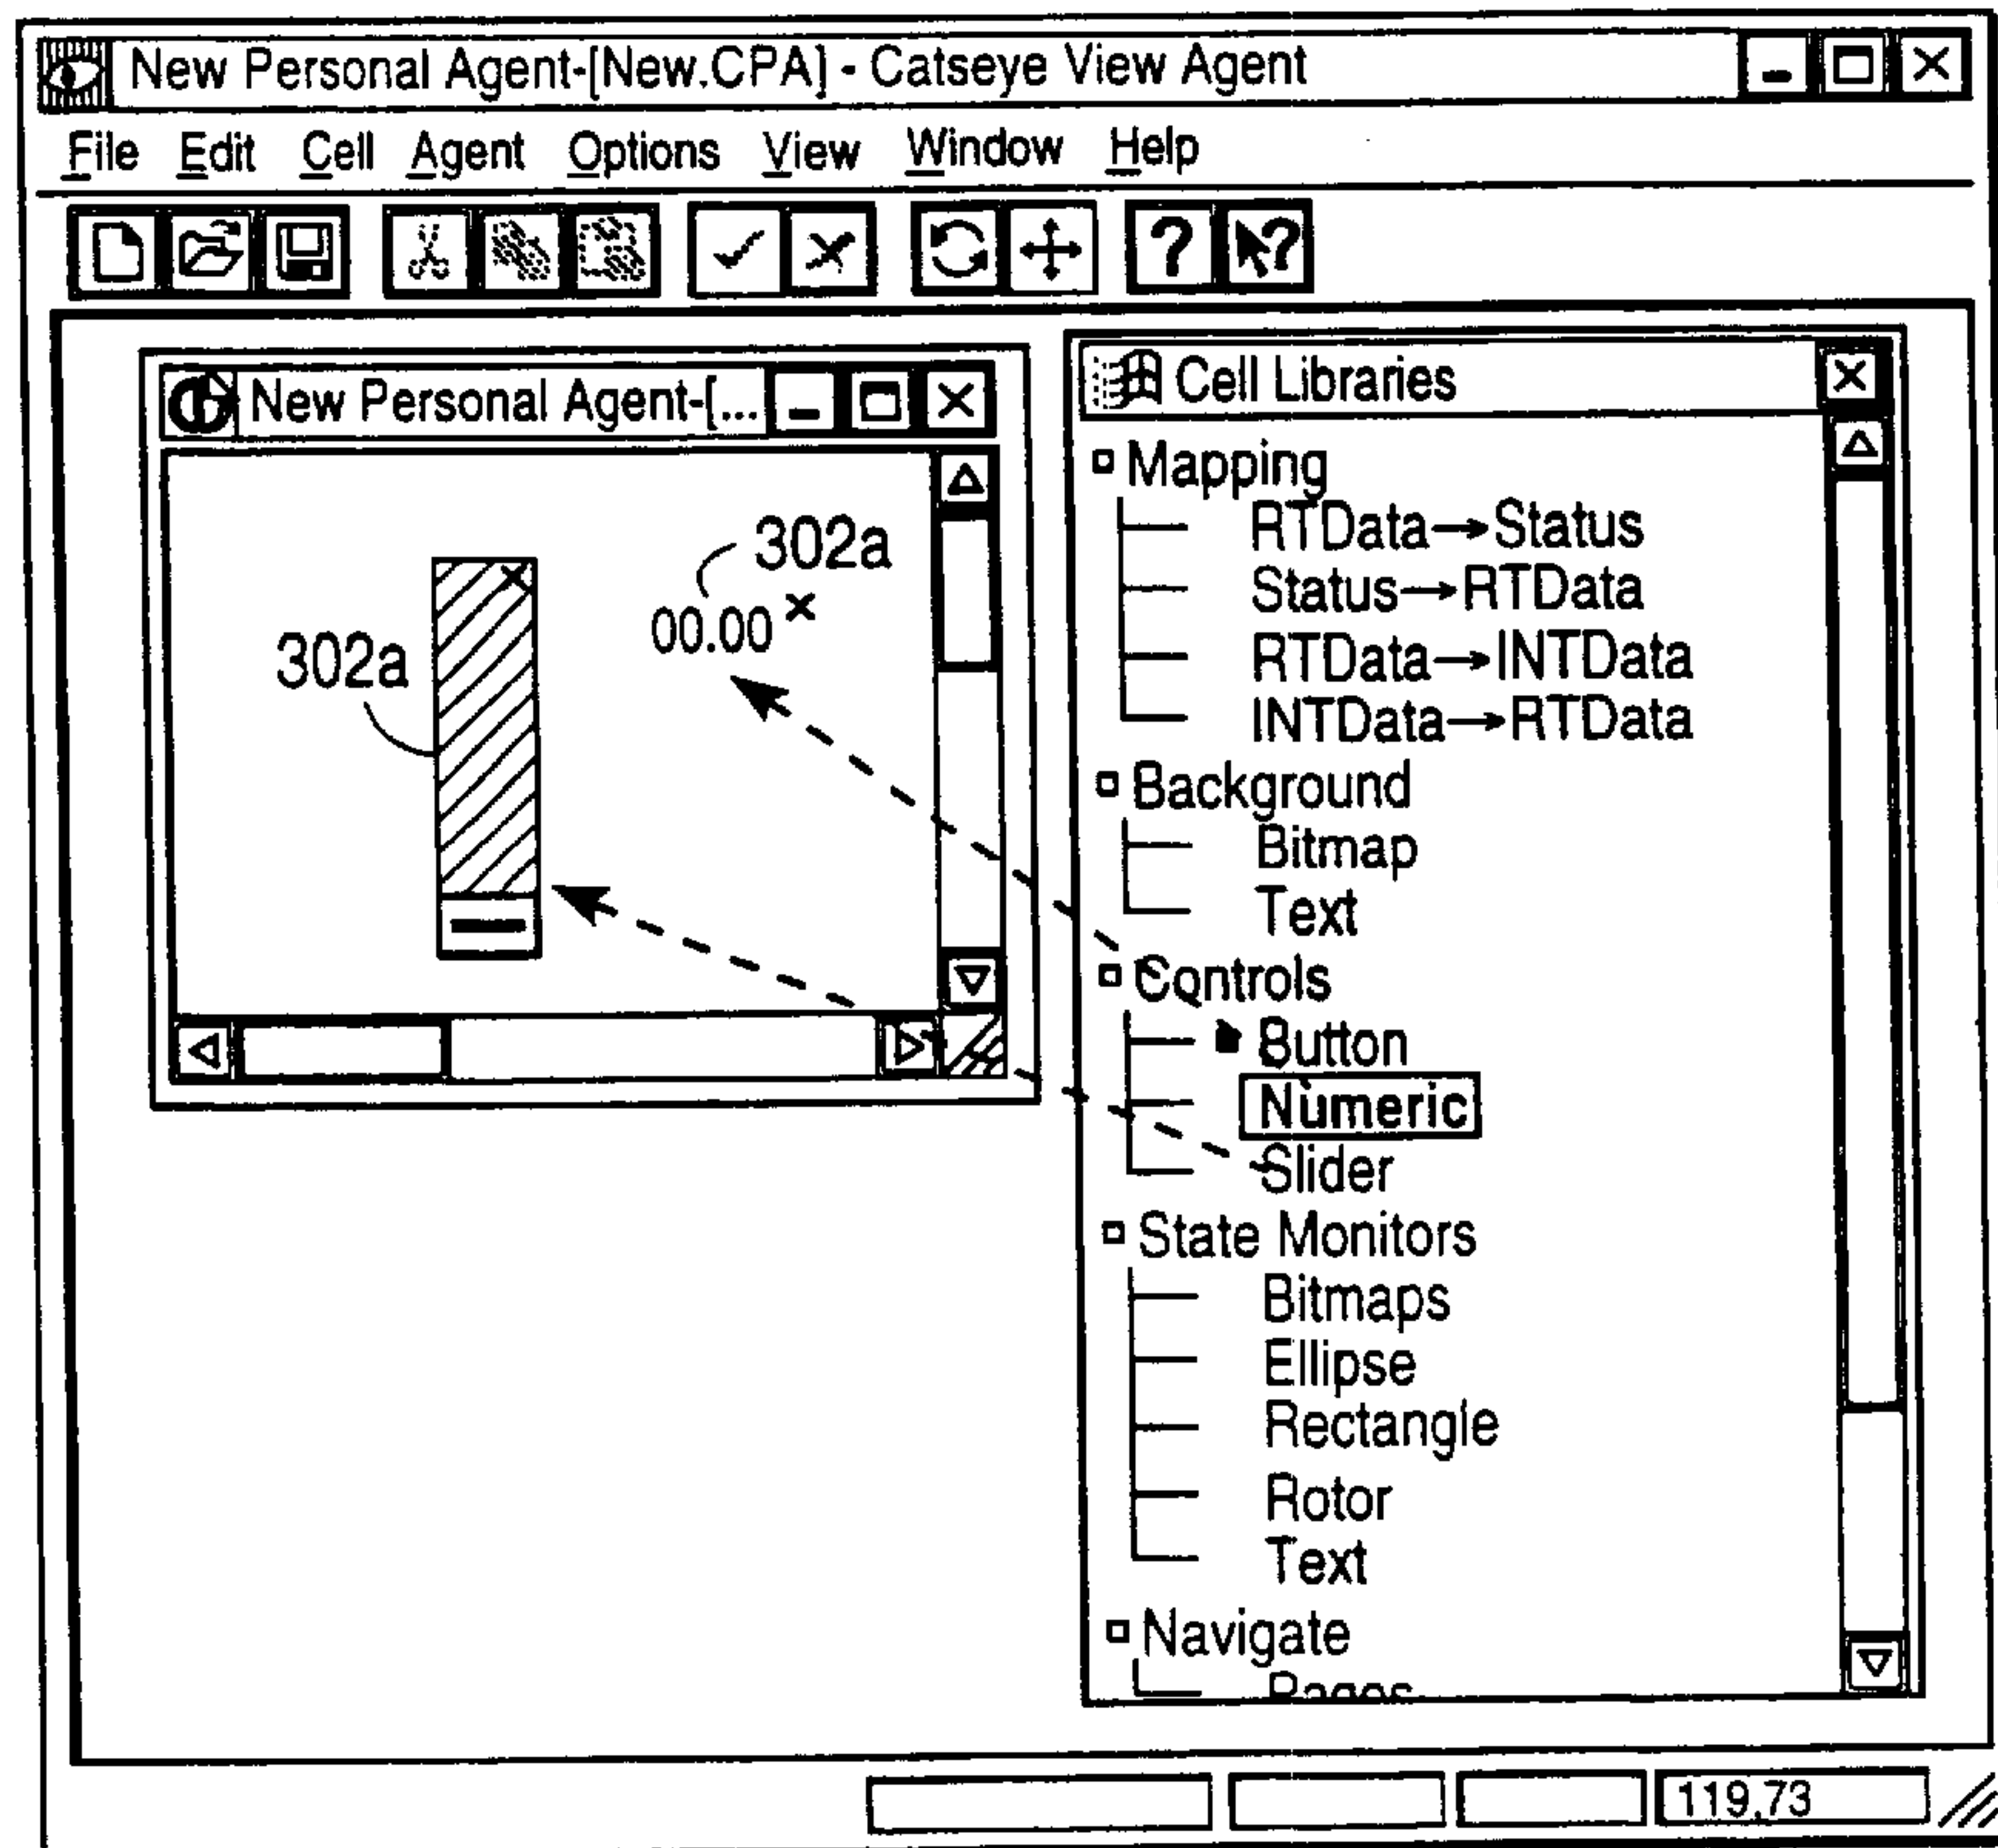 New Personal Agent-[New.CPA] - Catseye View Agent
File Edit Cell Agent Options View Window Help
New Personal Agent-[...
302a
00.00
302a
Cell Libraries
Mapping
RTData→Status
Status→RTData
RTData→INTData
INTData→RTData
Background
Bitmap
Text
Controls
Button
Numeric
Slider
State Monitors
Bitmaps
Ellipse
Rectangle
Rotor
Text
Navigate
Pages
119,73